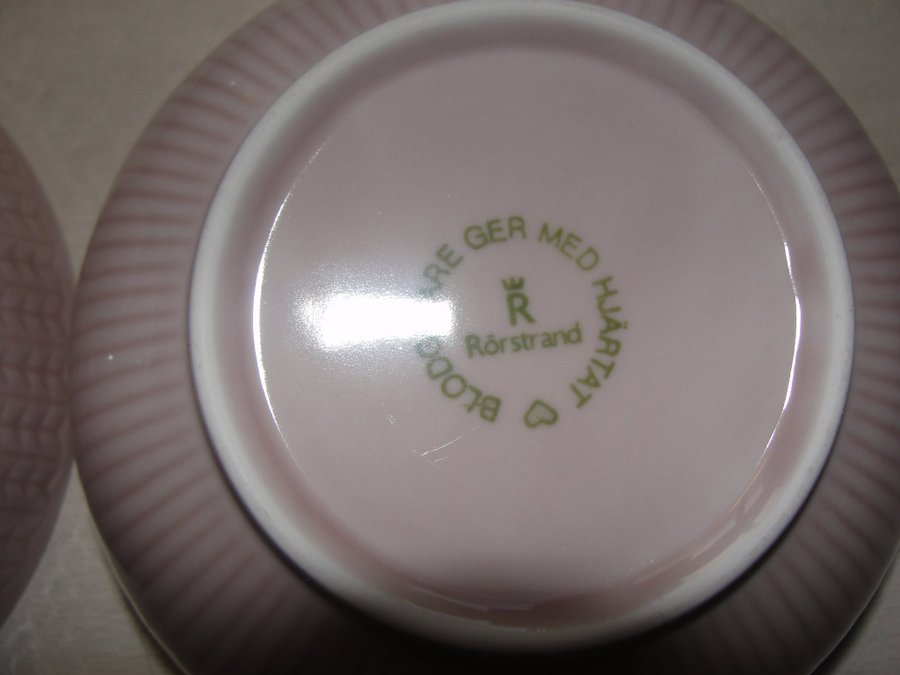 GER MED HJÄRTAT
R
Rörstrand